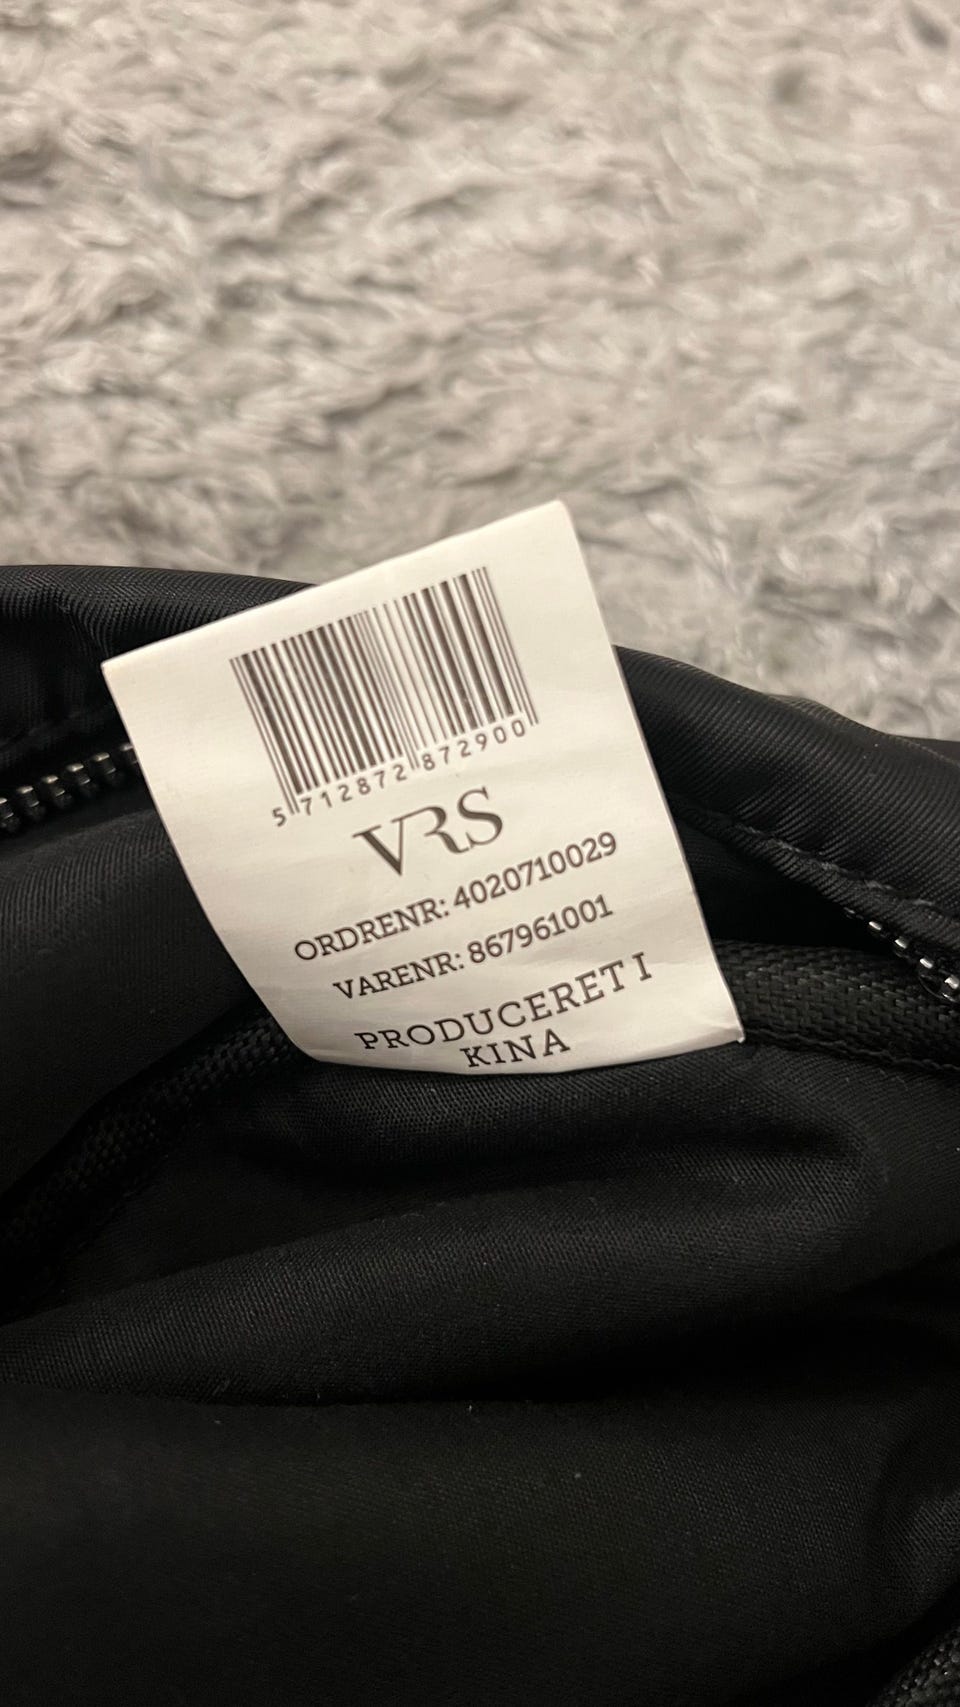 5 712872 872900
VRS
ORDRENR: 4020710029
VARENR: 867961001
PRODUCERET I
KINA